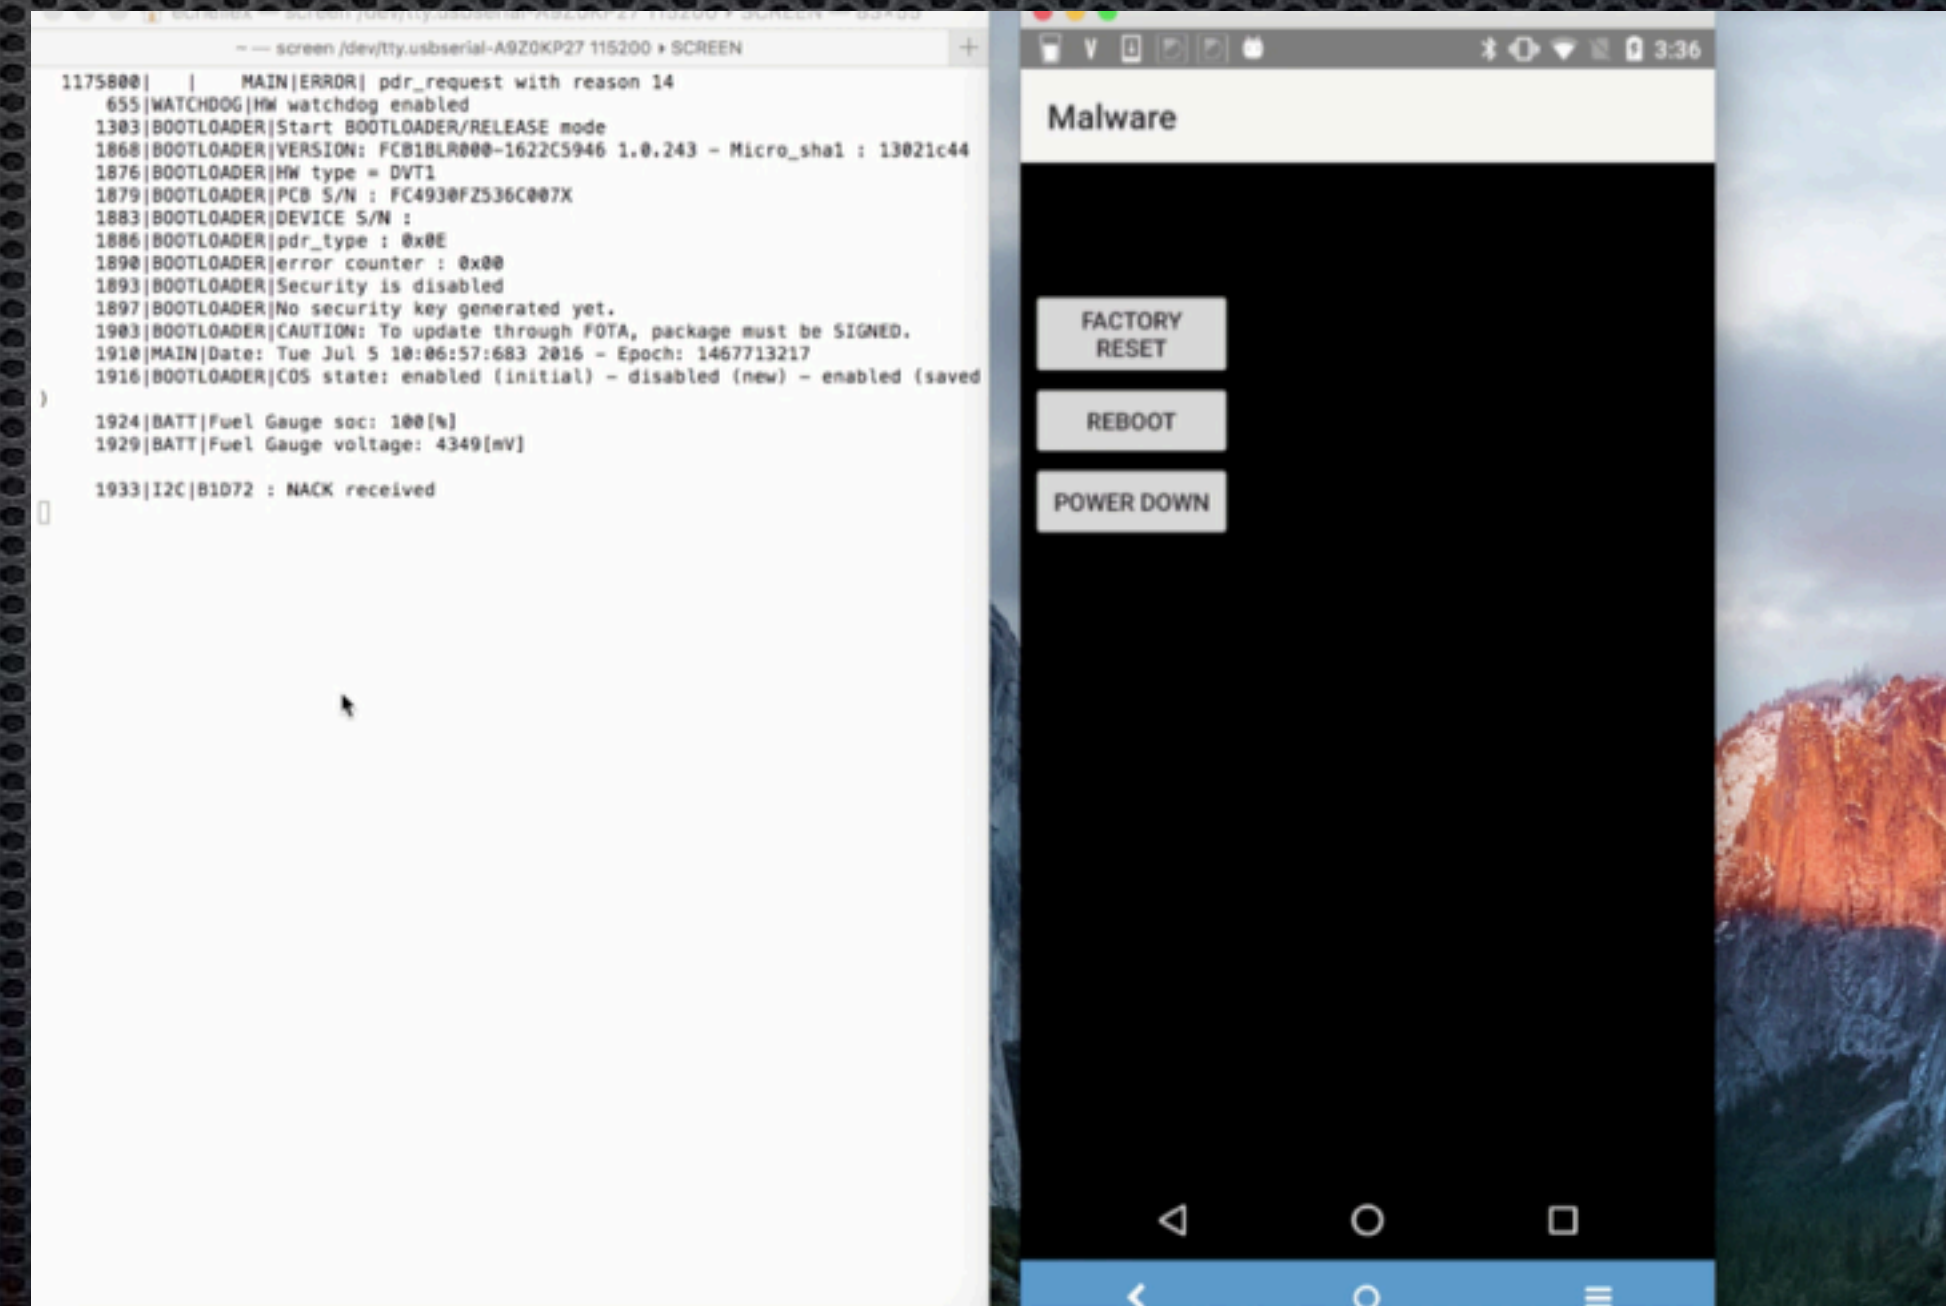 ~ — screen /dev/tty.usbserial-A9Z0KP27 115200 ▸ SCREEN
1175800|   |    MAIN|ERROR| pdr_request with reason 14
655|WATCHDOG|HW watchdog enabled
1303|BOOTLOADER|Start BOOTLOADER/RELEASE mode
1868|BOOTLOADER|VERSION: FCB1BLR000-1622C5946 1.0.243 - Micro_sha1 : 13021c44
1876|BOOTLOADER|HW type = DVT1
1879|BOOTLOADER|PCB S/N : FC4930FZ536C007X
1883|BOOTLOADER|DEVICE S/N :
1886|BOOTLOADER|pdr_type : 0x0E
1890|BOOTLOADER|error counter : 0x00
1893|BOOTLOADER|Security is disabled
1897|BOOTLOADER|No security key generated yet.
1903|BOOTLOADER|CAUTION: To update through FOTA, package must be SIGNED.
1910|MAIN|Date: Tue Jul 5 10:06:57:683 2016 - Epoch: 1467713217
1916|BOOTLOADER|COS state: enabled (initial) - disabled (new) - enabled (saved
)
1924|BATT|Fuel Gauge soc: 100[%]
1929|BATT|Fuel Gauge voltage: 4349[mV]
1933|I2C|B1D72 : NACK received
3:36
Malware
FACTORY
RESET
REBOOT
POWER DOWN